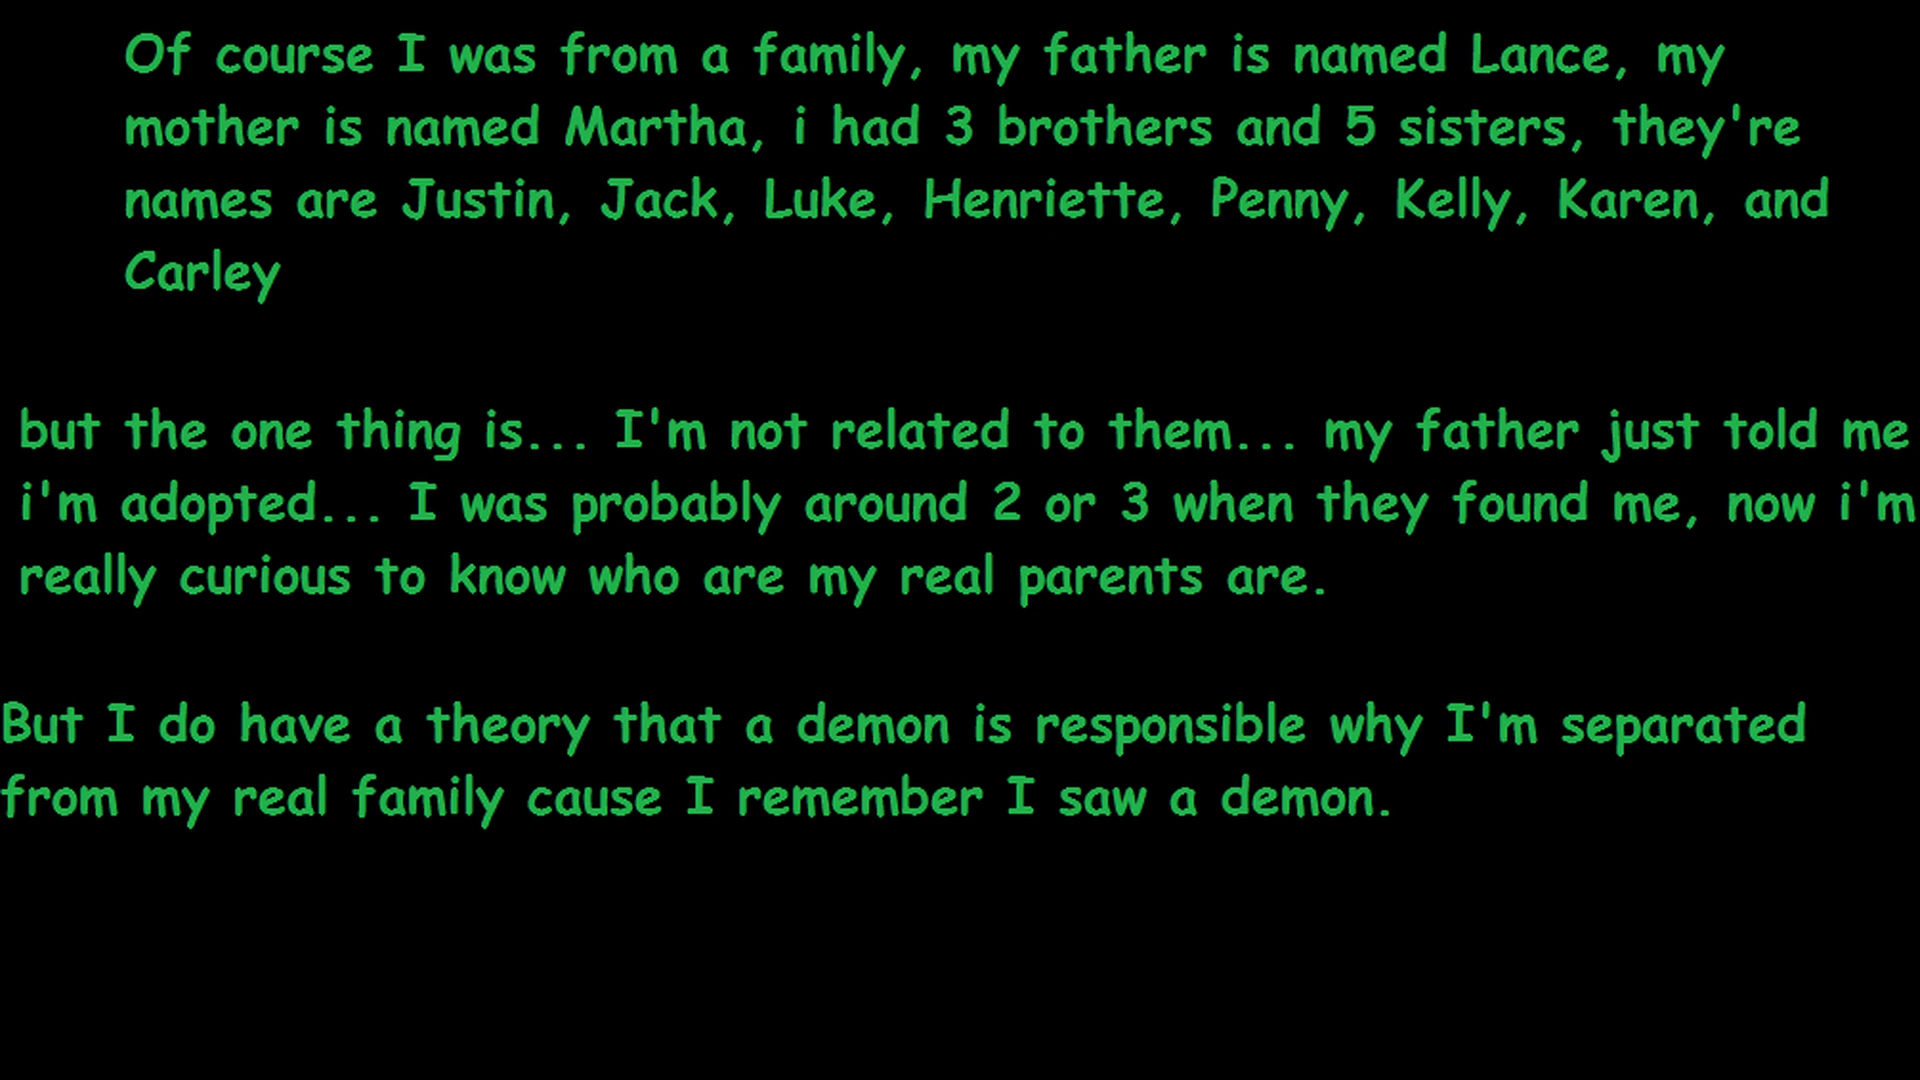 Of course I was from a family, my father is named Lance, my
mother is named Martha, i had 3 brothers and 5 sisters, they're
names are Justin, Jack, Luke, Henriette, Penny, Kelly, Karen, and
Carley
but the one thing is... I'm not related to them... my father just told me
i'm adopted... I was probably around 2 or 3 when they found me, now i'm
really curious to know who are my real parents are.
But I do have a theory that a demon is responsible why I'm separated
from my real family cause I remember I saw a demon.